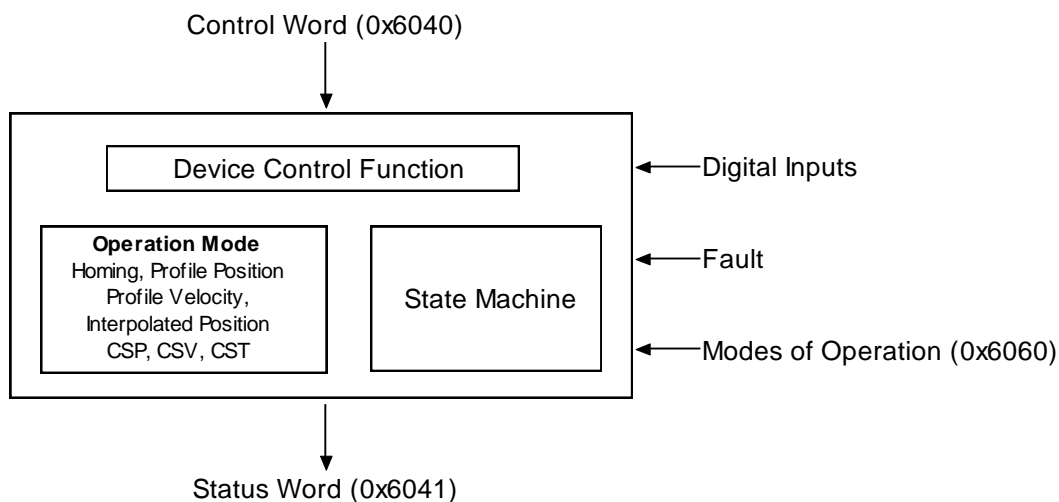 Control Word (0x6040)
Device Control Function
Operation Mode
Homing, Profile Position
Profile Velocity,
Interpolated Position
CSP, CSV, CST
State Machine
Digital Inputs
Fault
Modes of Operation (0x6060)
Status Word (0x6041)